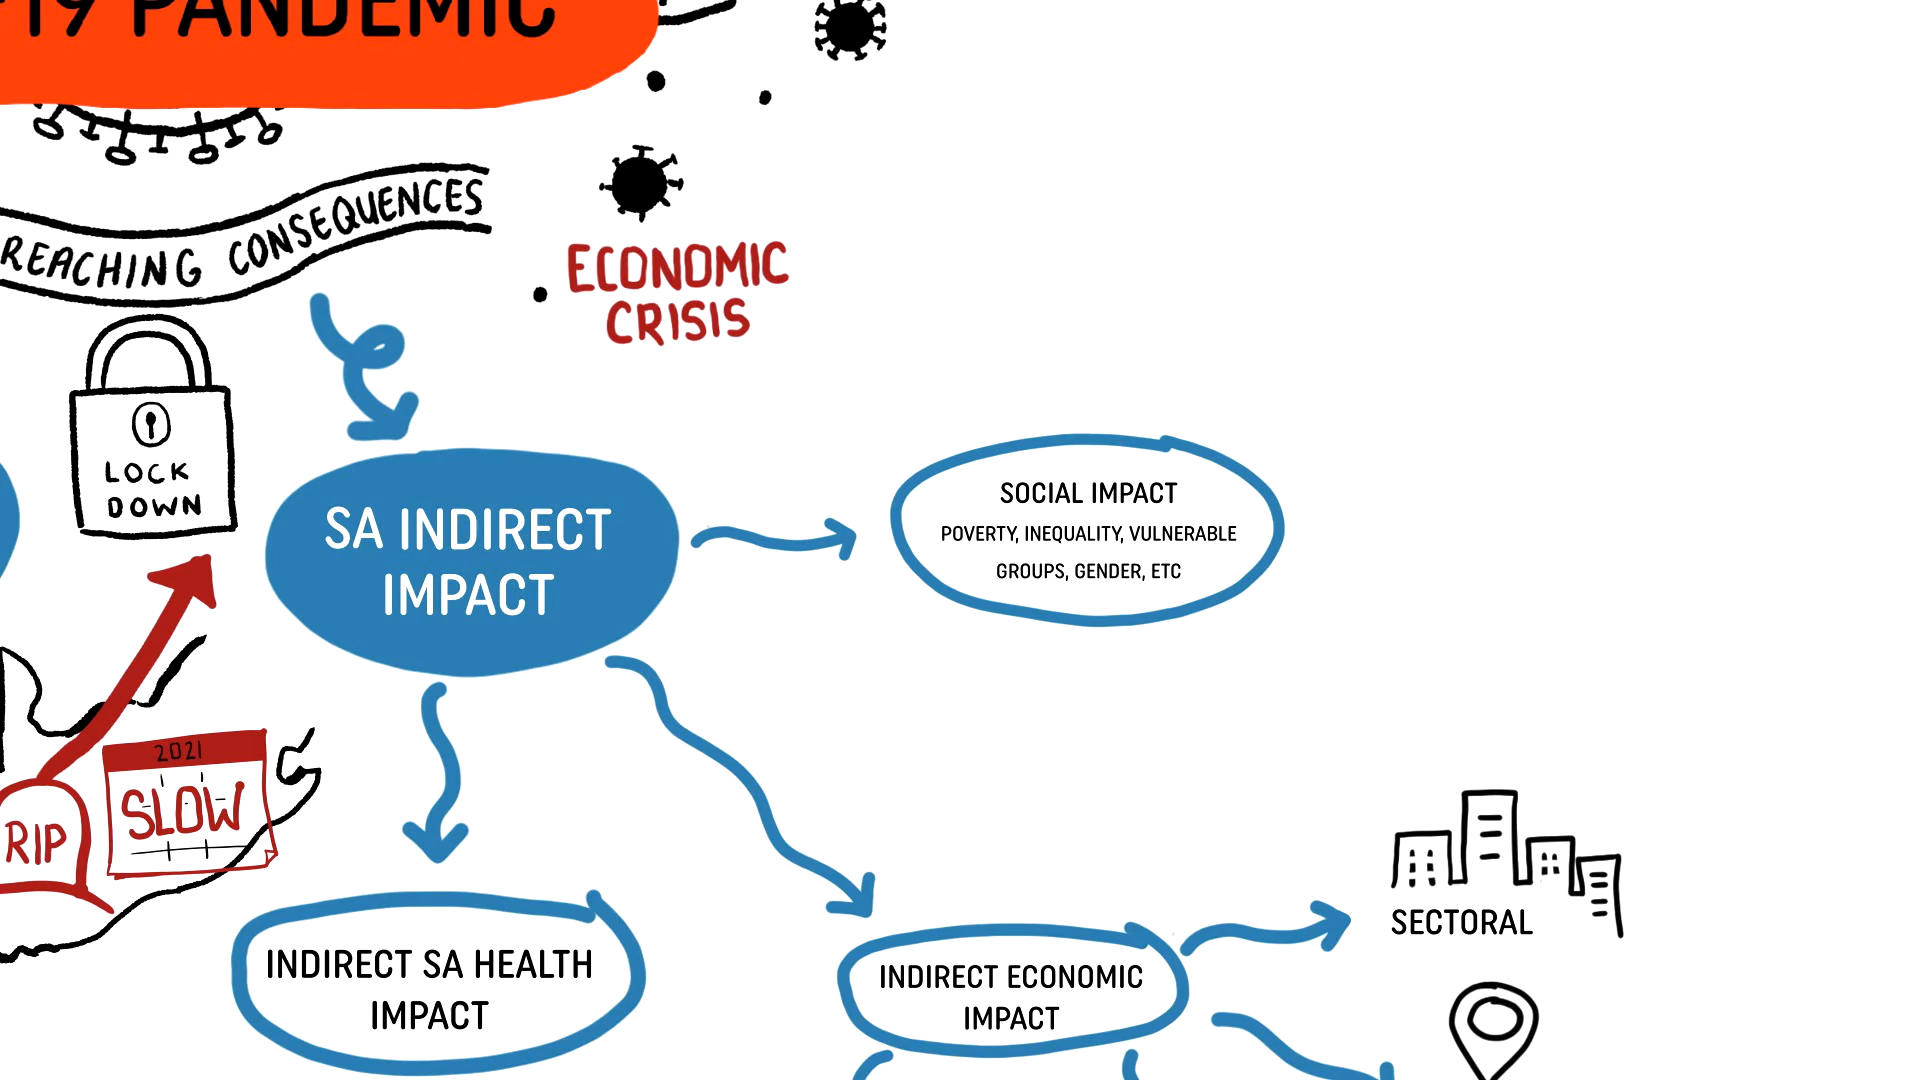 19 PANDEMIC
REACHING CONSEQUENCES
ECONOMIC
CRISIS
LOCK
DOWN
SA INDIRECT
IMPACT
SOCIAL IMPACT
POVERTY, INEQUALITY, VULNERABLE
GROUPS, GENDER, ETC
2021
SLOW
RIP
INDIRECT SA HEALTH
IMPACT
INDIRECT ECONOMIC
IMPACT
SECTORAL